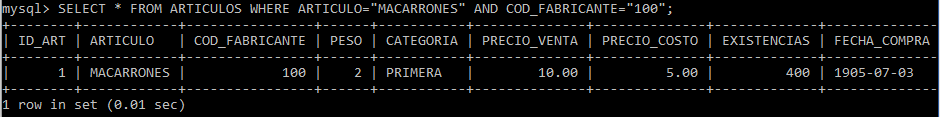 mysql> SELECT * FROM ARTICULOS WHERE ARTICULO="MACARRONES" AND COD_FABRICANTE="100";
+--------+------------+----------------+------+-----------+--------------+--------------+-------------+--------------
| ID_ART | ARTICULO | COD_FABRICANTE | PESO | CATEGORIA | PRECIO_VENTA | PRECIO_COSTO | EXISTENCIAS | FECHA_COMPRA
+--------+------------+----------------+------+-----------+--------------+--------------+-------------+--------------
| 1 | MACARRONES | 100 | 2 | PRIMERA | 10.00 | 5.00 | 400 | 1905-07-03
+--------+------------+----------------+------+-----------+--------------+--------------+-------------+--------------
1 row in set (0.01 sec)